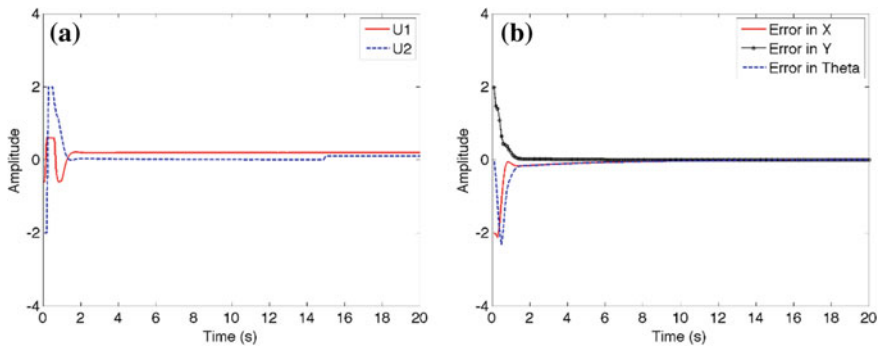 (a)
U1
U2
4
2
0
-2
-4
Amplitude
0 2 4 6 8 10 12 14 16 18 20
Time (s)
(b)
Error in X
Error in Y
Error in Theta
4
2
0
-2
-4
Amplitude
0 2 4 6 8 10 12 14 16 18 20
Time (s)